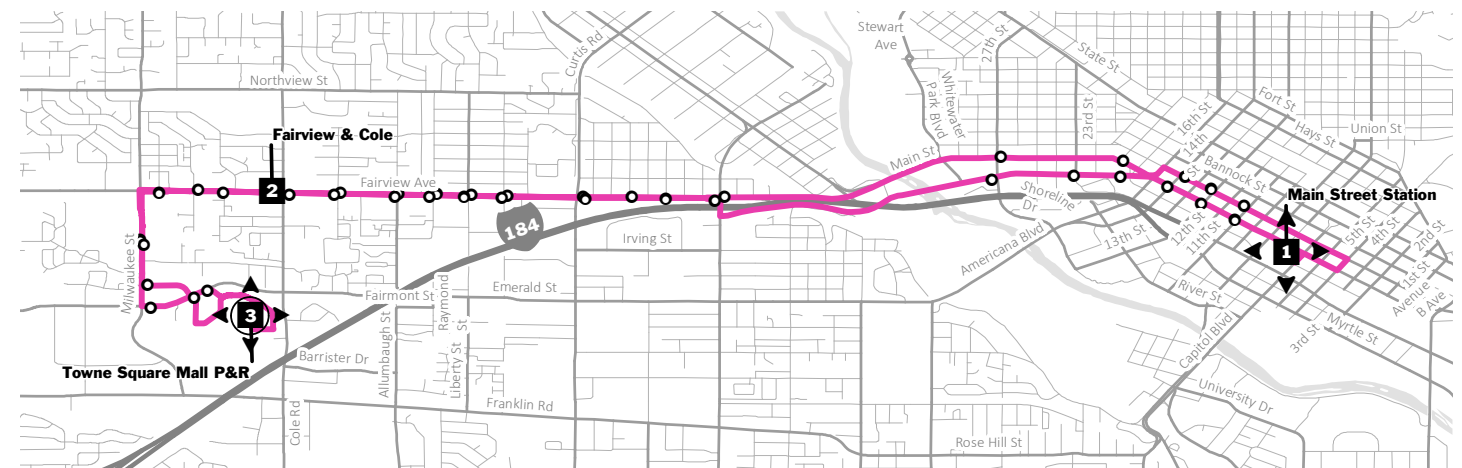 Stewart
Ave
27th St
State St
Curtis Rd
Northview St
Whitewater
Park Blvd
23rd St
16th St
14th
St
Fort St
Hays St
Union St
Fairview & Cole
2
Fairview Ave
Main St
Bannock St
Main Street Station
184
Shoreline
Dr
Irving St
Americana Blvd
13th St
12th St
11th St
1
5th St
4th St
2nd St
1st St
Avenue
B Ave
Milwaukee St
Emerald St
Fairmont St
Raymond
River St
Capitol Blvd
3rd St
Myrtle St
3
Allumbaugh St
Liberty St
Barrister Dr
Towne Square Mall P&R
Cole Rd
Franklin Rd
University Dr
Rose Hill St